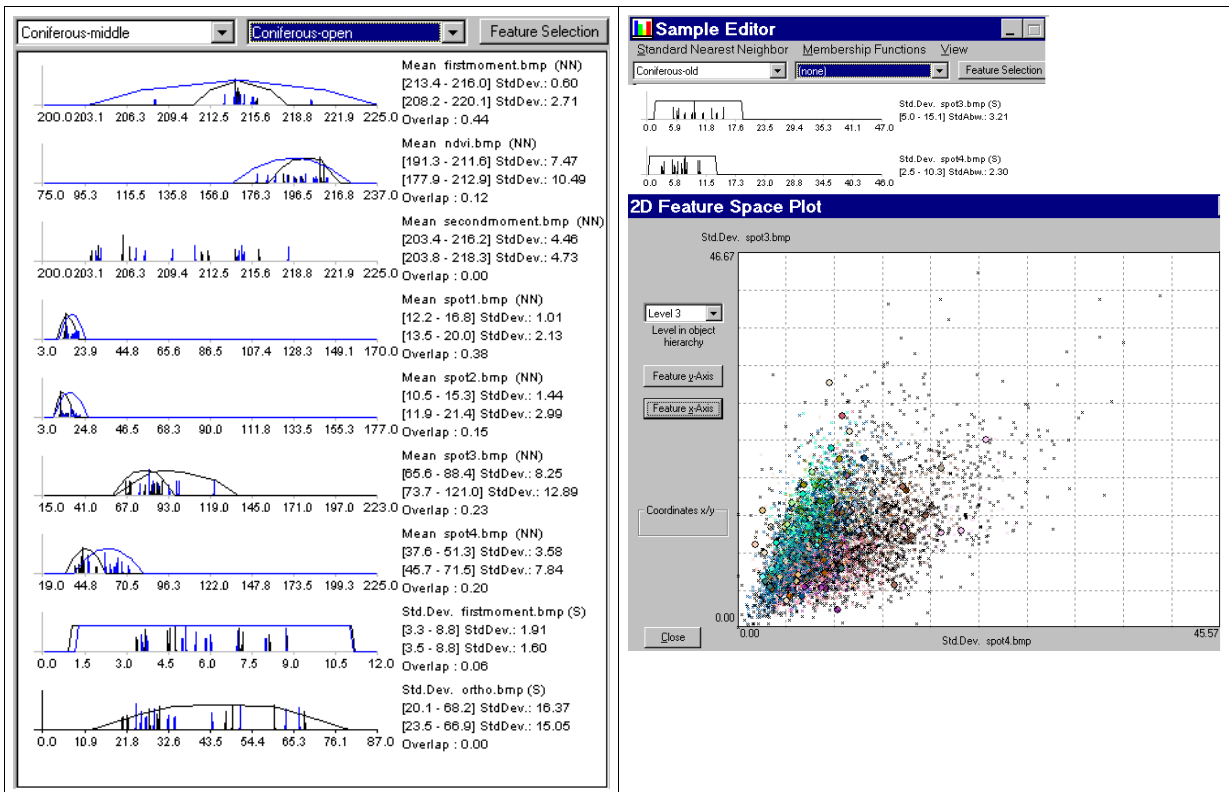 Coniferous-middle
Coniferous-open
Feature Selection
Mean firstmoment.bmp (NN)
[213.4 - 216.0] StdDev.: 0.60
[208.2 - 220.1] StdDev.: 2.71
200.0 203.1 206.3 209.4 212.5 215.6 218.8 221.9 225.0 Overlap : 0.44
Mean ndvi.bmp (NN)
[191.3 - 211.6] StdDev.: 7.47
[177.9 - 212.9] StdDev.: 10.49
75.0 95.3 115.5 135.8 156.0 176.3 196.5 216.8 237.0 Overlap : 0.12
Mean secondmoment.bmp (NN)
[203.4 - 216.2] StdDev.: 4.46
[203.8 - 218.3] StdDev.: 4.73
200.0 203.1 206.3 209.4 212.5 215.6 218.8 221.9 225.0 Overlap : 0.00
Mean spot1.bmp (NN)
[12.2 - 16.8] StdDev.: 1.01
[13.5 - 20.0] StdDev.: 2.13
3.0 23.9 44.8 65.6 86.5 107.4 128.3 149.1 170.0 Overlap : 0.38
Mean spot2.bmp (NN)
[10.5 - 15.3] StdDev.: 1.44
[11.9 - 21.4] StdDev.: 2.99
3.0 24.8 46.5 68.3 90.0 111.8 133.5 155.3 177.0 Overlap : 0.15
Mean spot3.bmp (NN)
[65.6 - 88.4] StdDev.: 8.25
[73.7 - 121.0] StdDev.: 12.89
15.0 41.0 67.0 93.0 119.0 145.0 171.0 197.0 223.0 Overlap : 0.23
Mean spot4.bmp (NN)
[37.6 - 51.3] StdDev.: 3.58
[45.7 - 71.5] StdDev.: 7.84
19.0 44.8 70.5 96.3 122.0 147.8 173.5 199.3 225.0 Overlap : 0.20
Std.Dev. firstmoment.bmp (S)
[3.3 - 8.8] StdDev.: 1.91
[3.5 - 8.8] StdDev.: 1.60
0.0 1.5 3.0 4.5 6.0 7.5 9.0 10.5 12.0 Overlap : 0.06
Std.Dev. ortho.bmp (S)
[20.1 - 68.2] StdDev.: 16.37
[23.5 - 66.9] StdDev.: 15.05
0.0 10.9 21.8 32.6 43.5 54.4 65.3 76.1 87.0 Overlap : 0.00
Sample Editor
Standard Nearest Neighbor Membership Functions View
Coniferous-old
(none)
Feature Selection
Std.Dev. spot3.bmp (S)
[5.0 - 15.1] StdAbw.: 3.21
0.0 5.9 11.8 17.6 23.5 29.4 35.3 41.1 47.0
Std.Dev. spot4.bmp (S)
[2.5 - 10.3] StdAbw.: 2.30
0.0 5.8 11.5 17.3 23.0 28.8 34.5 40.3 46.0
2D Feature Space Plot
Std.Dev. spot3.bmp
46.67
Level 3
Level in object
hierarchy
Feature y-Axis
Feature x-Axis
Coordinates x/y
0.00
Close
0.00
Std.Dev. spot4.bmp
45.57